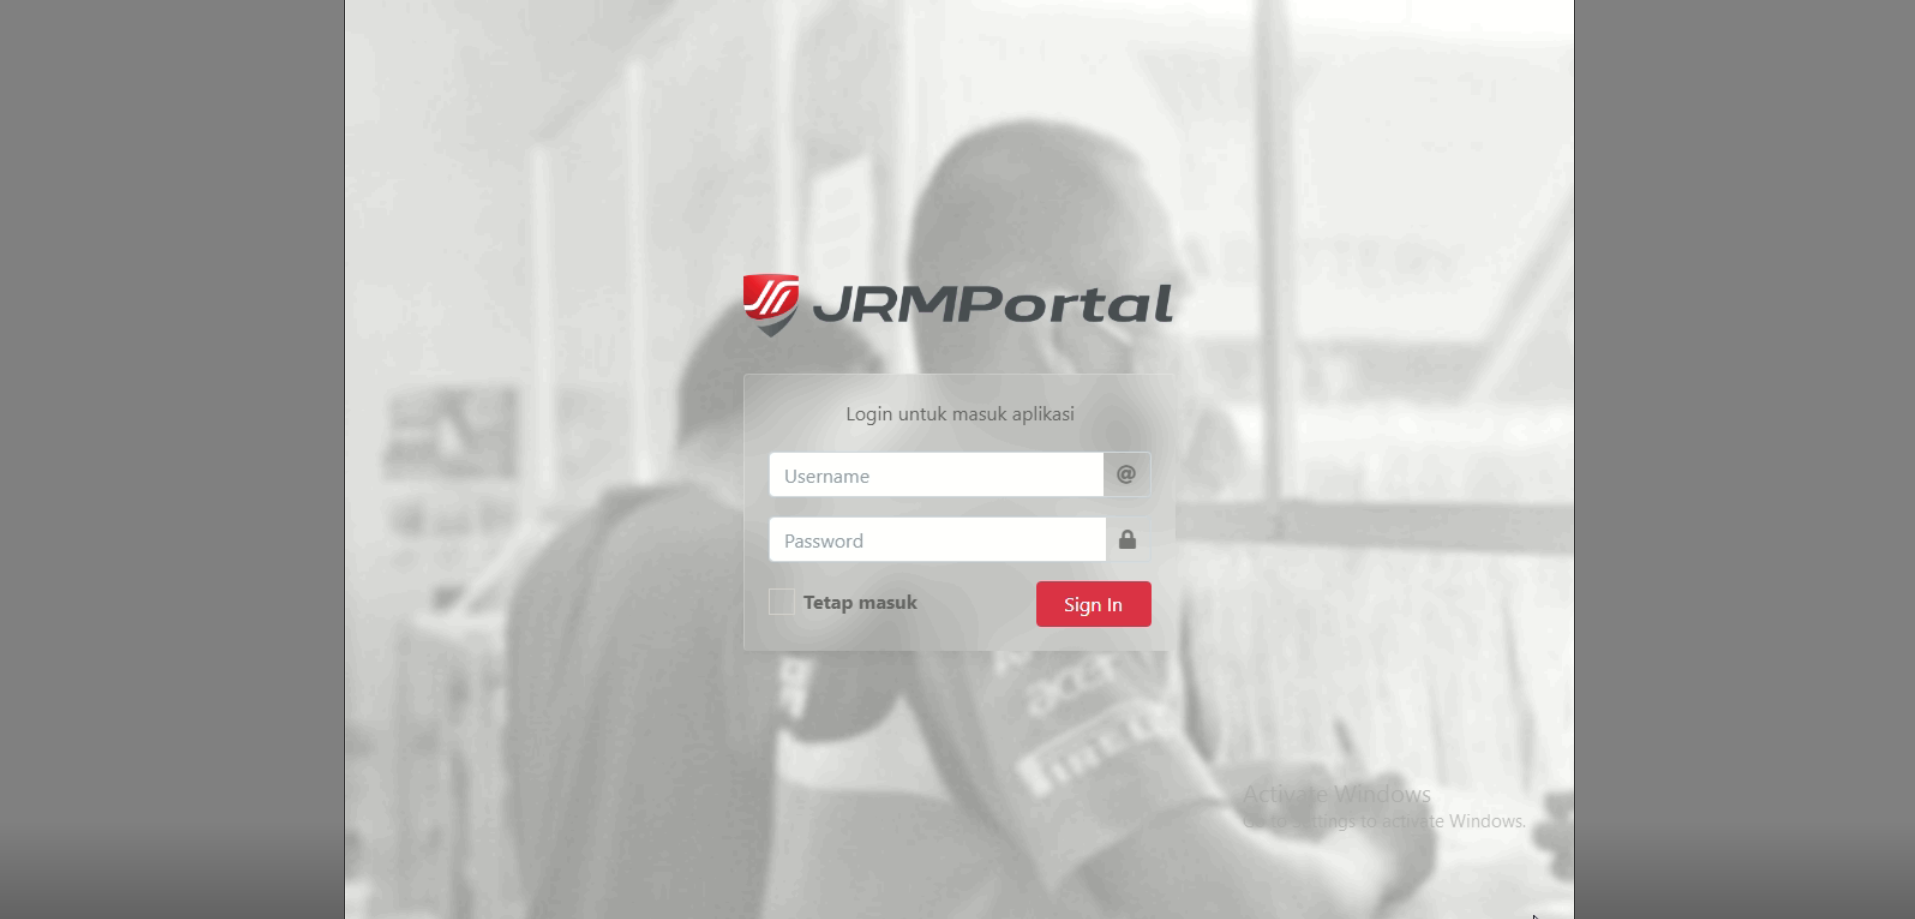 JRMPortal
Login untuk masuk aplikasi
Username
@
Password
Tetap masuk
Sign In
acer
PIRELLI
Activate Windows
Go to Settings to activate Windows.